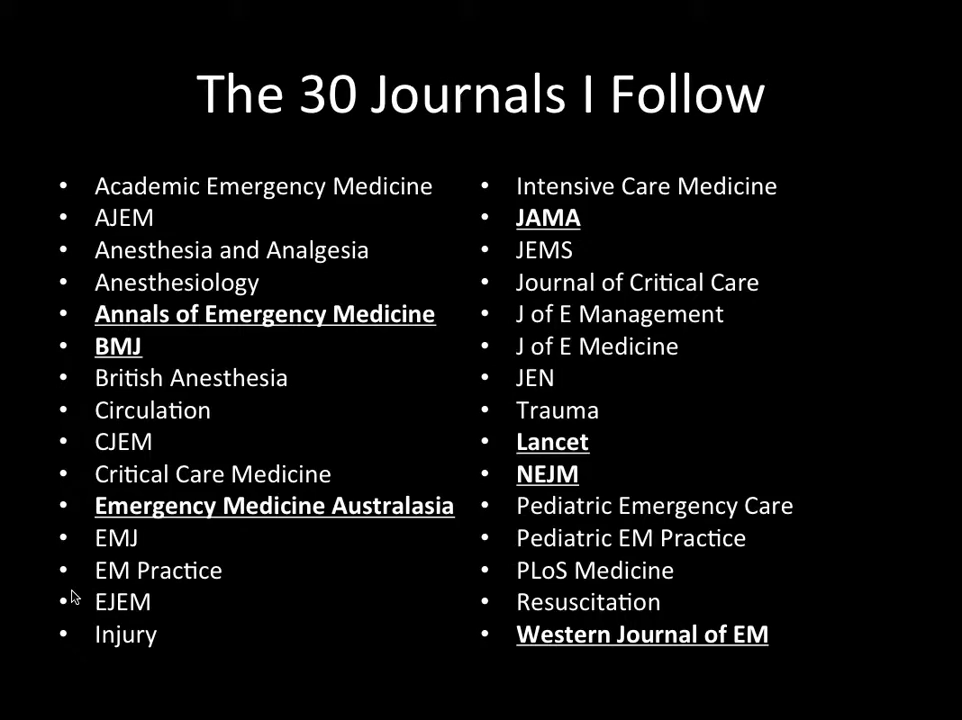 The 30 Journals I Follow
• Academic Emergency Medicine
• AJEM
• Anesthesia and Analgesia
• Anesthesiology
• Annals of Emergency Medicine
• BMJ
• British Anesthesia
• Circulation
• CJEM
• Critical Care Medicine
• Emergency Medicine Australasia
• EMJ
• EM Practice
• EJEM
• Injury
• Intensive Care Medicine
• JAMA
• JEMS
• Journal of Critical Care
• J of E Management
• J of E Medicine
• JEN
• Trauma
• Lancet
• NEJM
• Pediatric Emergency Care
• Pediatric EM Practice
• PLoS Medicine
• Resuscitation
• Western Journal of EM